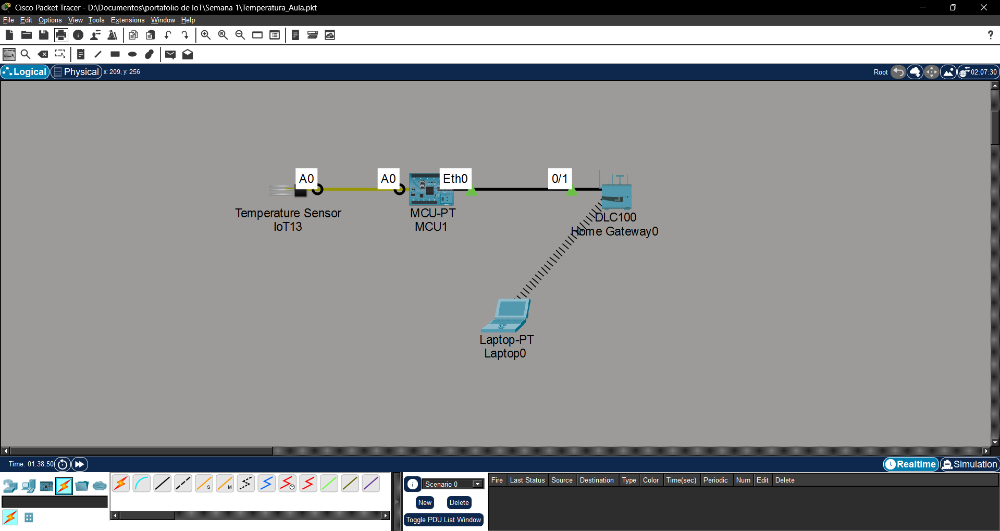 Cisco Packet Tracer - D:\Documentos\portafolio de IoT\Semana 1\Temperatura_Aula.pkt
File Edit Options View Tools Extensions Window Help
?
Logical Physical x: 209, y: 256 Root 02:07:30
A0 A0 Eth0 0/1
Temperature Sensor
IoT13
MCU-PT
MCU1
DLC100
Home Gateway0
Laptop-PT
Laptop0
Time: 01:38:50 Realtime Simulation
S M
Scenario 0
New Delete
Toggle PDU List Window
Fire Last Status Source Destination Type Color Time(sec) Periodic Num Edit Delete